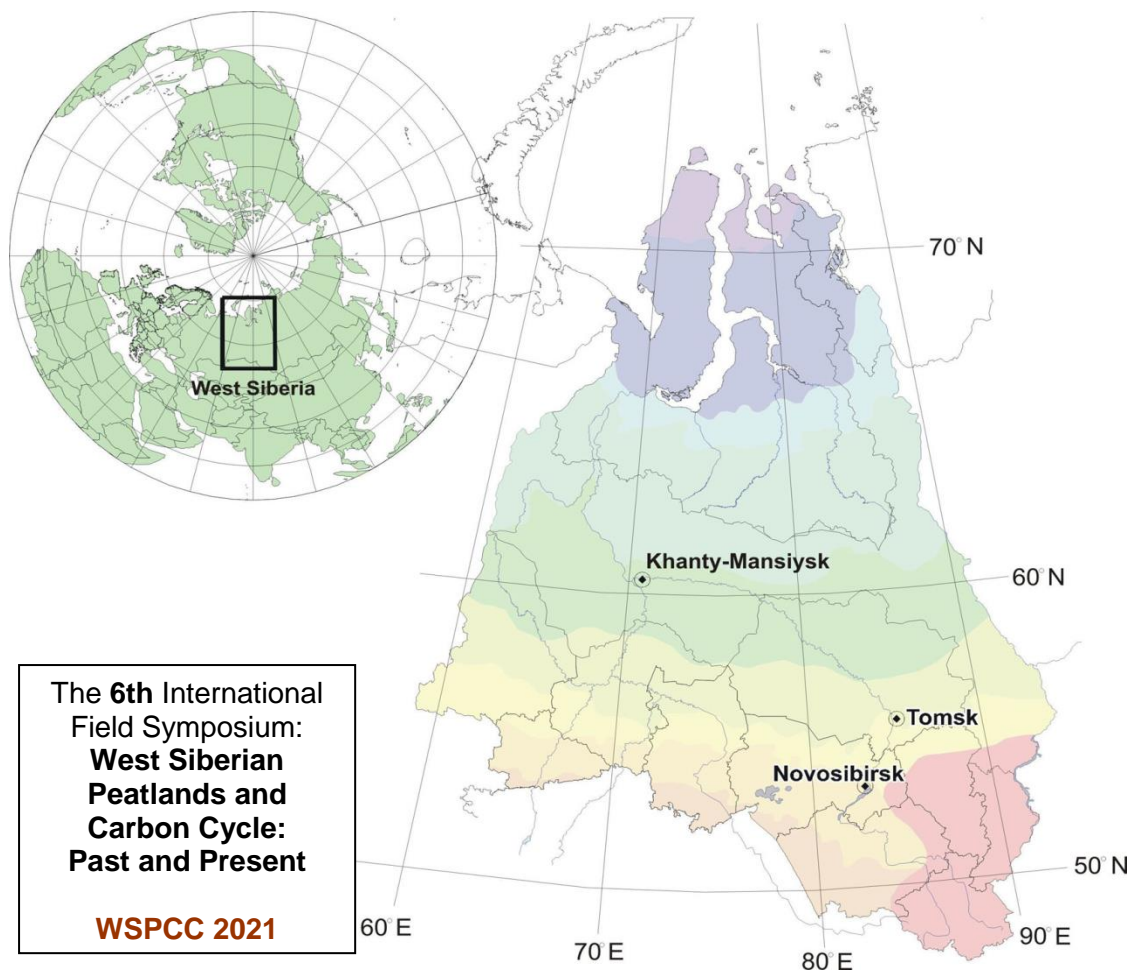 West Siberia
70° N
Khanty-Mansiysk
60° N
Tomsk
Novosibirsk
50° N
60° E
70° E
80° E
90° E
The 6th International
Field Symposium:
West Siberian
Peatlands and
Carbon Cycle:
Past and Present
WSPCC 2021